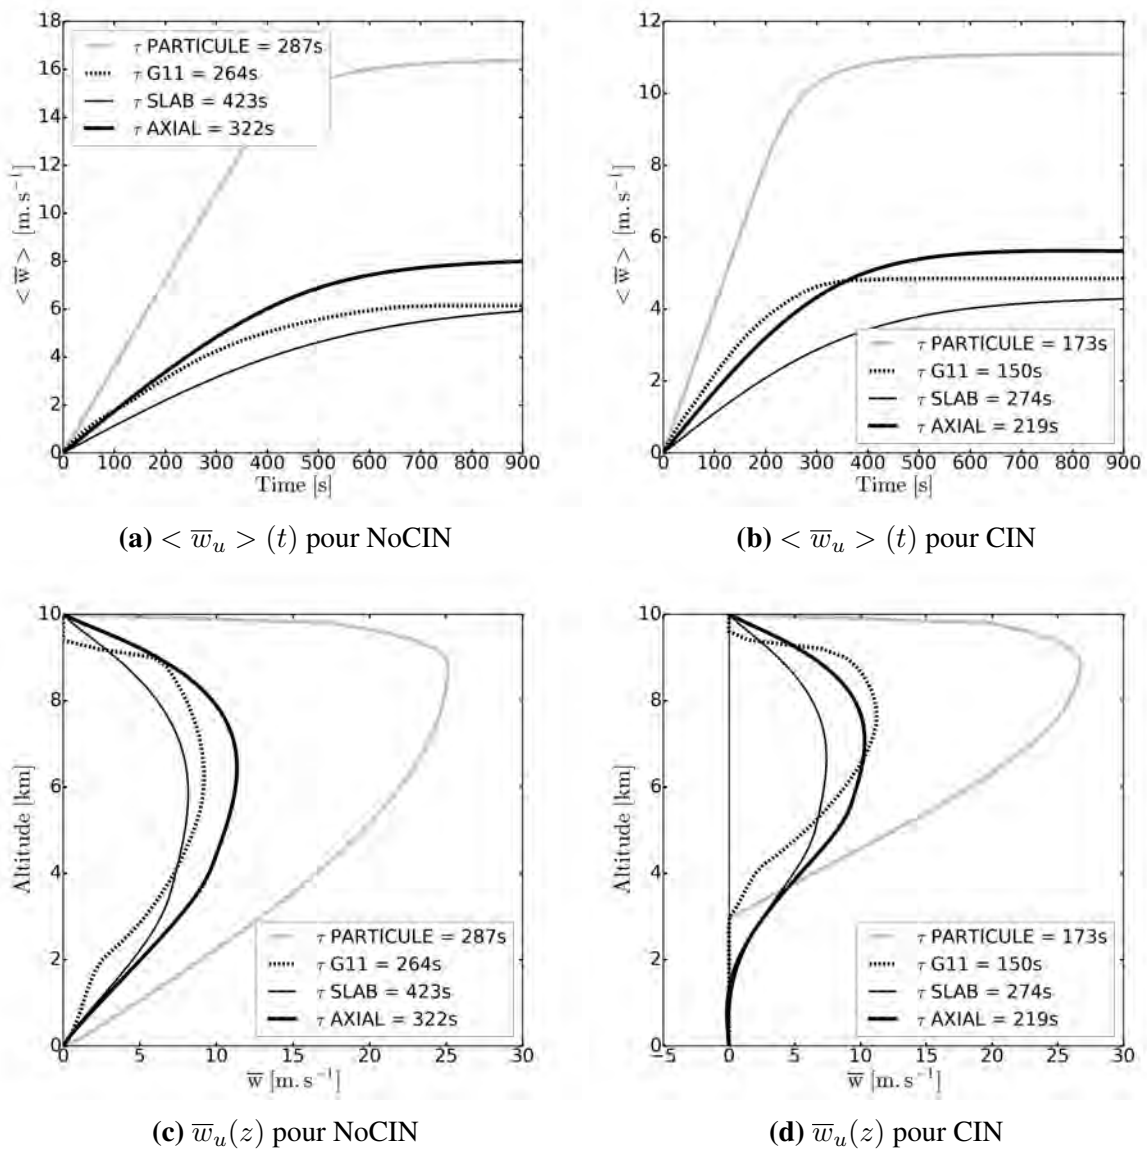 18
16
14
12
10
8
6
4
2
0
< w̅ > [m.s⁻¹]
τ PARTICULE = 287s
τ G11 = 264s
τ SLAB = 423s
τ AXIAL = 322s
0 100 200 300 400 500 600 700 800 900
Time [s]
(a) < w̅ᵤ > (t) pour NoCIN
12
10
8
6
4
2
0
< w̅ > [m.s⁻¹]
τ PARTICULE = 173s
τ G11 = 150s
τ SLAB = 274s
τ AXIAL = 219s
0 100 200 300 400 500 600 700 800 900
Time [s]
(b) < w̅ᵤ > (t) pour CIN
10
8
6
4
2
0
Altitude [km]
τ PARTICULE = 287s
τ G11 = 264s
τ SLAB = 423s
τ AXIAL = 322s
0 5 10 15 20 25 30
w̅ [m.s⁻¹]
(c) w̅ᵤ(z) pour NoCIN
10
8
6
4
2
0
Altitude [km]
τ PARTICULE = 173s
τ G11 = 150s
τ SLAB = 274s
τ AXIAL = 219s
−5 0 5 10 15 20 25 30
w̅ [m.s⁻¹]
(d) w̅ᵤ(z) pour CIN